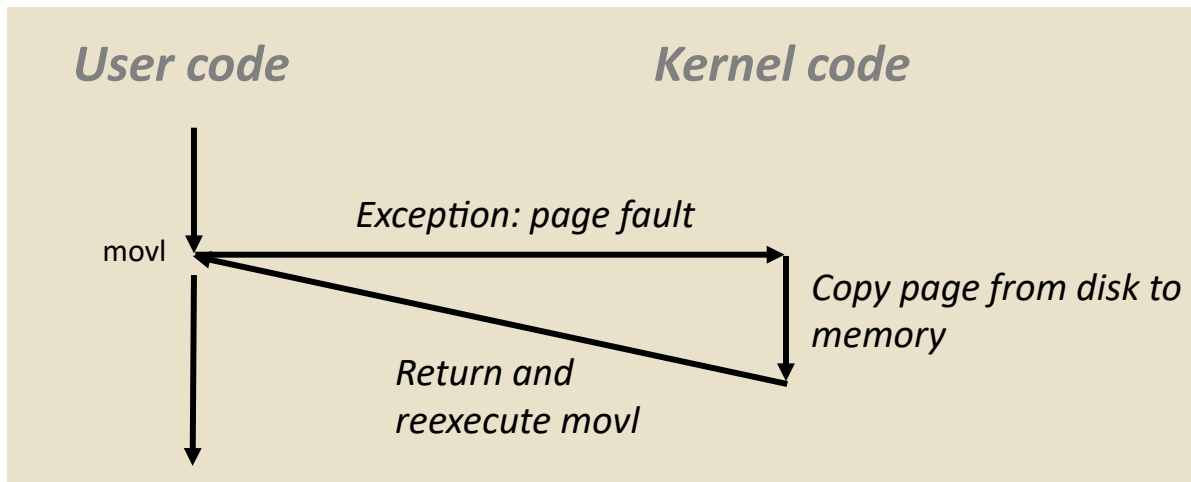 User code
Kernel code
Exception: page fault
movl
Copy page from disk to
memory
Return and
reexecute movl